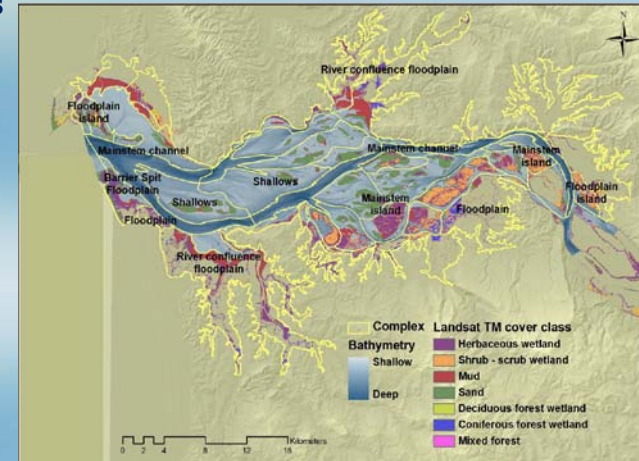 s
N
River confluence floodplain
Floodplain
island
Mainstem channel
Mainstem channel
Mainstem
island
Barrier Spit
Floodplain
Shallows
Floodplain
island
Shallows
Mainstem
island
Floodplain
Floodplain
River confluence
floodplain
Complex
Bathymetry
Shallow
Deep
Landsat TM cover class
Herbaceous wetland
Shrub - scrub wetland
Mud
Sand
Deciduous forest wetland
Coniferous forest wetland
Mixed forest
Kilometers
0 2 4 8 12 16